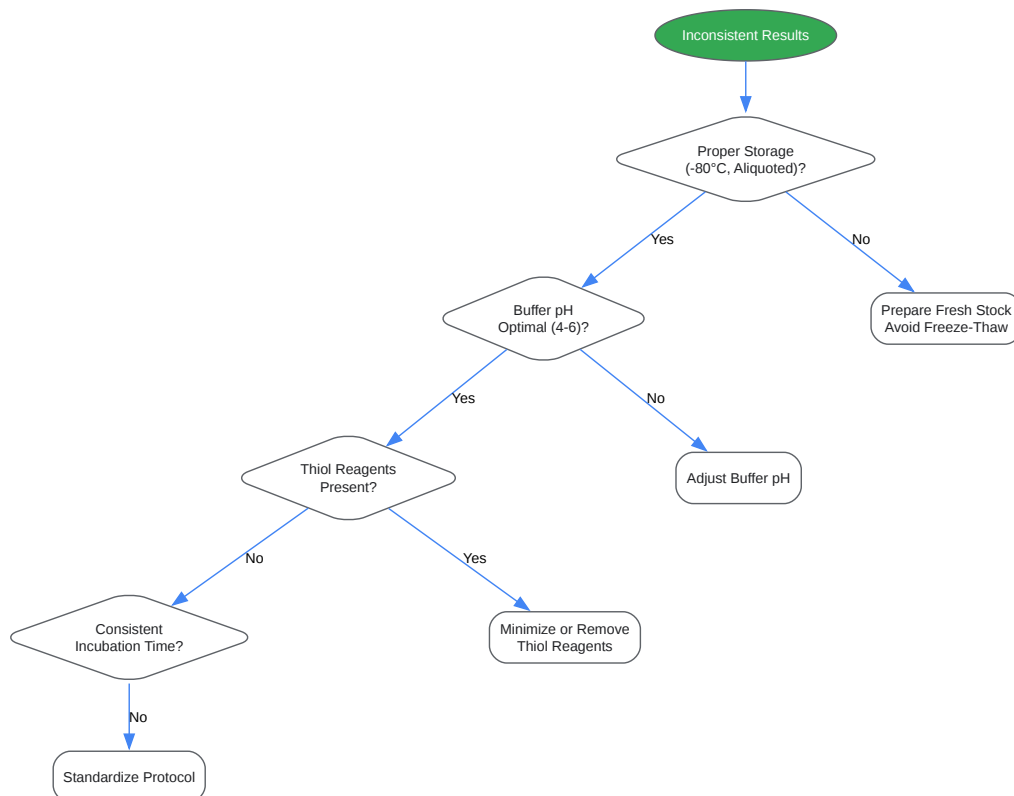 Inconsistent Results
Proper Storage
(-80°C, Aliquoted)?
Yes
No
Buffer pH
Optimal (4-6)?
Prepare Fresh Stock
Avoid Freeze-Thaw
Yes
No
Thiol Reagents
Present?
Adjust Buffer pH
No
Yes
Consistent
Incubation Time?
Minimize or Remove
Thiol Reagents
No
Standardize Protocol